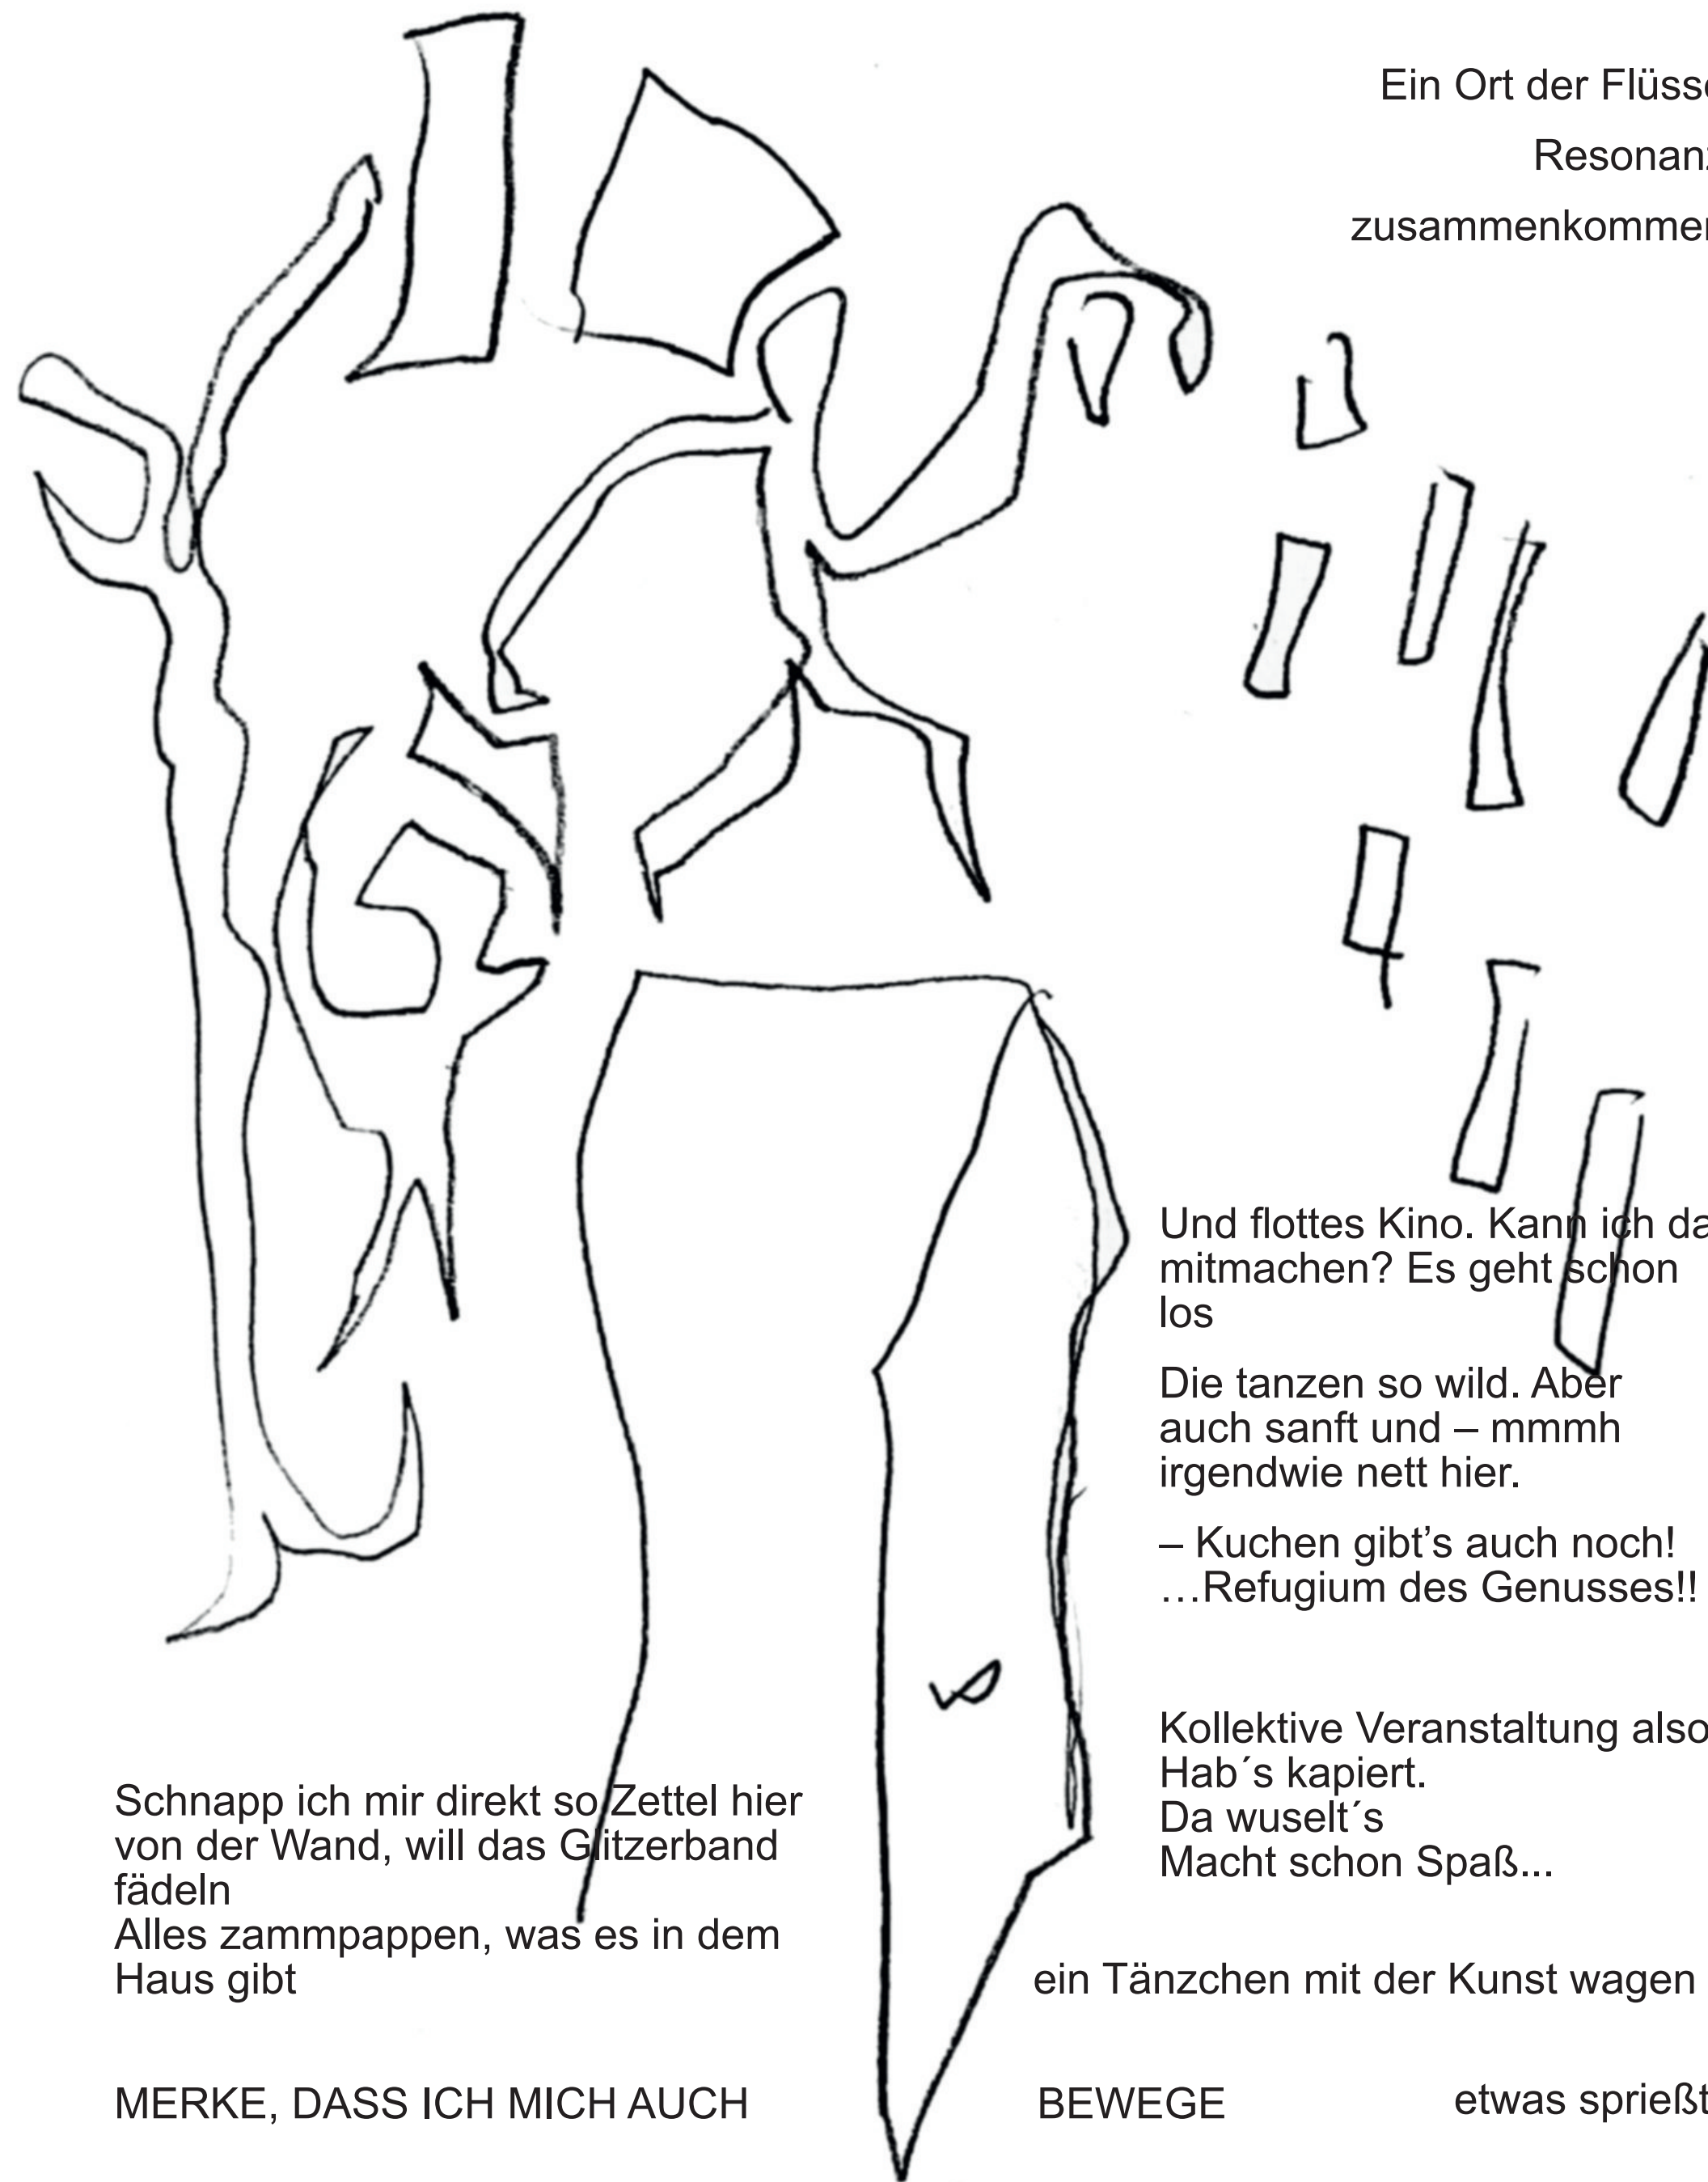 Ein Ort der Flüsse
Resonanz
zusammenkommen
Und flottes Kino. Kann ich da
mitmachen? Es geht schon
los
Die tanzen so wild. Aber
auch sanft und – mmmh
irgendwie nett hier.
– Kuchen gibt’s auch noch!
…Refugium des Genusses!!
Kollektive Veranstaltung also
Hab´s kapiert.
Da wuselt´s
Macht schon Spaß...
Schnapp ich mir direkt so Zettel hier
von der Wand, will das Glitzerband
fädeln
Alles zammpappen, was es in dem
Haus gibt
ein Tänzchen mit der Kunst wagen
MERKE, DASS ICH MICH AUCH BEWEGE etwas sprießt